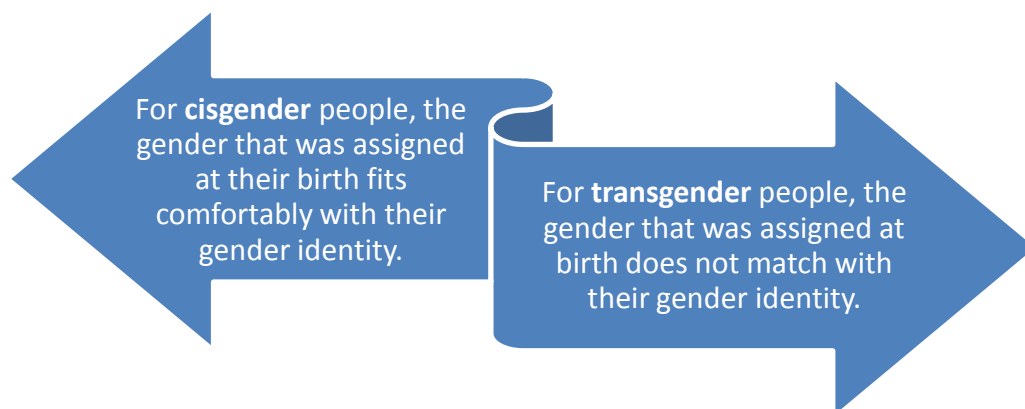 For cisgender people, the
gender that was assigned
at their birth fits
comfortably with their
gender identity.
For transgender people, the
gender that was assigned at
birth does not match with
their gender identity.